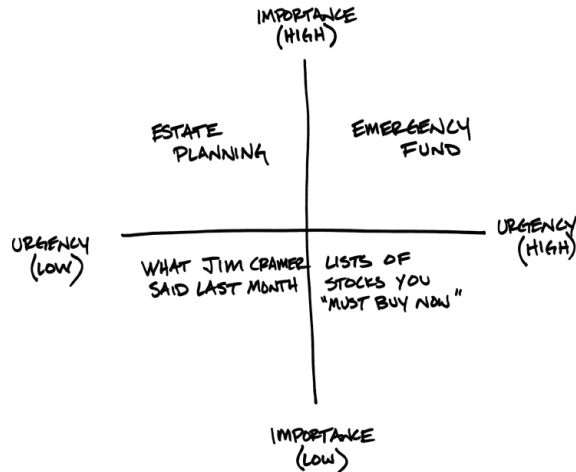 IMPORTANCE
(HIGH)
ESTATE
PLANNING
EMERGENCY
FUND
URGENCY
(LOW)
URGENCY
(HIGH)
WHAT JIM CRAMER
SAID LAST MONTH
LISTS OF
STOCKS YOU
"MUST BUY NOW"
IMPORTANCE
(LOW)